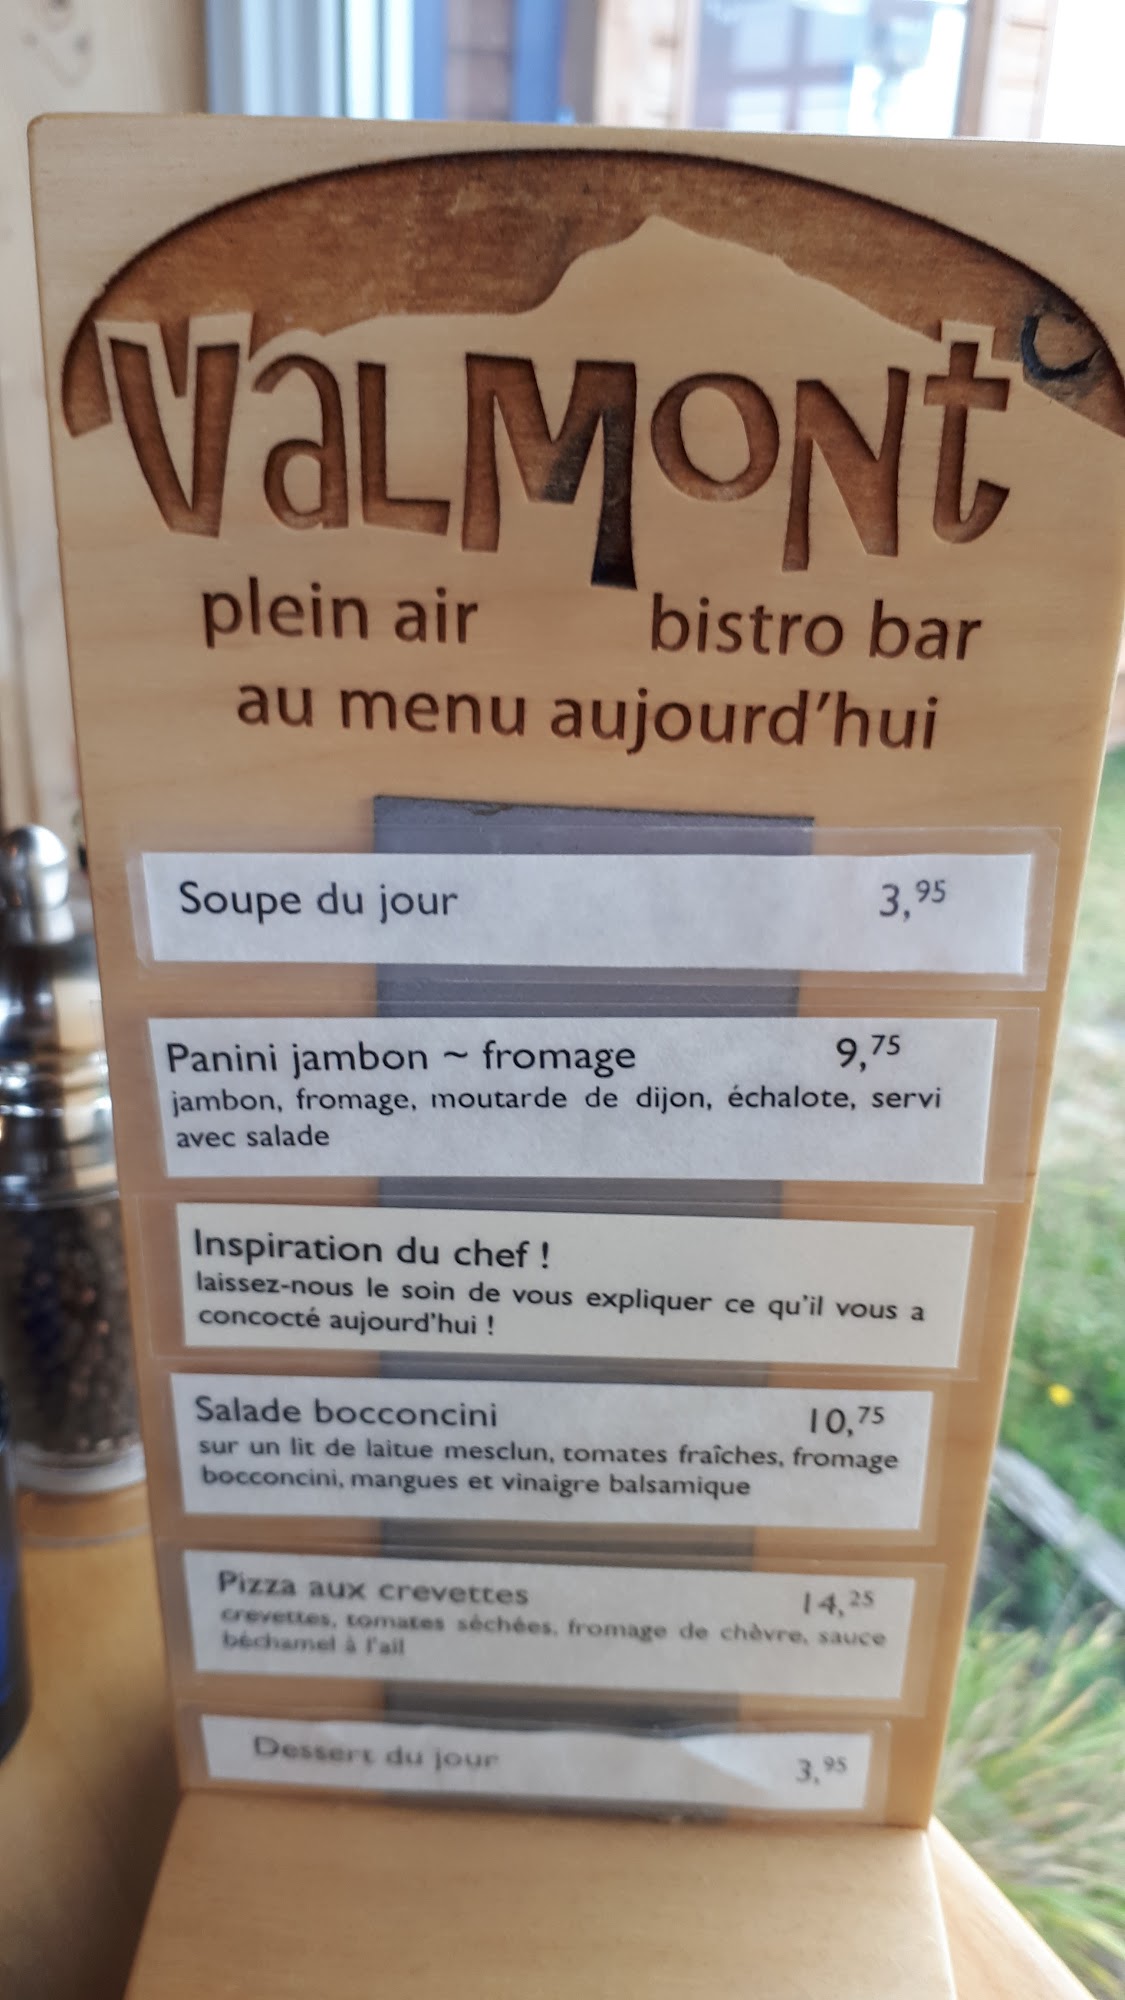 Valmont
plein air bistro bar
au menu aujourd'hui
Soupe du jour 3,95
Panini jambon ~ fromage 9,75
jambon, fromage, moutarde de dijon, échalote, servi
avec salade
Inspiration du chef !
laissez-nous le soin de vous expliquer ce qu'il vous a
concocté aujourd'hui !
Salade bocconcini 10,75
sur un lit de laitue mesclun, tomates fraîches, fromage
bocconcini, mangues et vinaigre balsamique
Pizza aux crevettes 14,25
crevettes, tomates séchées, fromage de chèvre, sauce
béchamel à l'ail
Dessert du jour 3,95